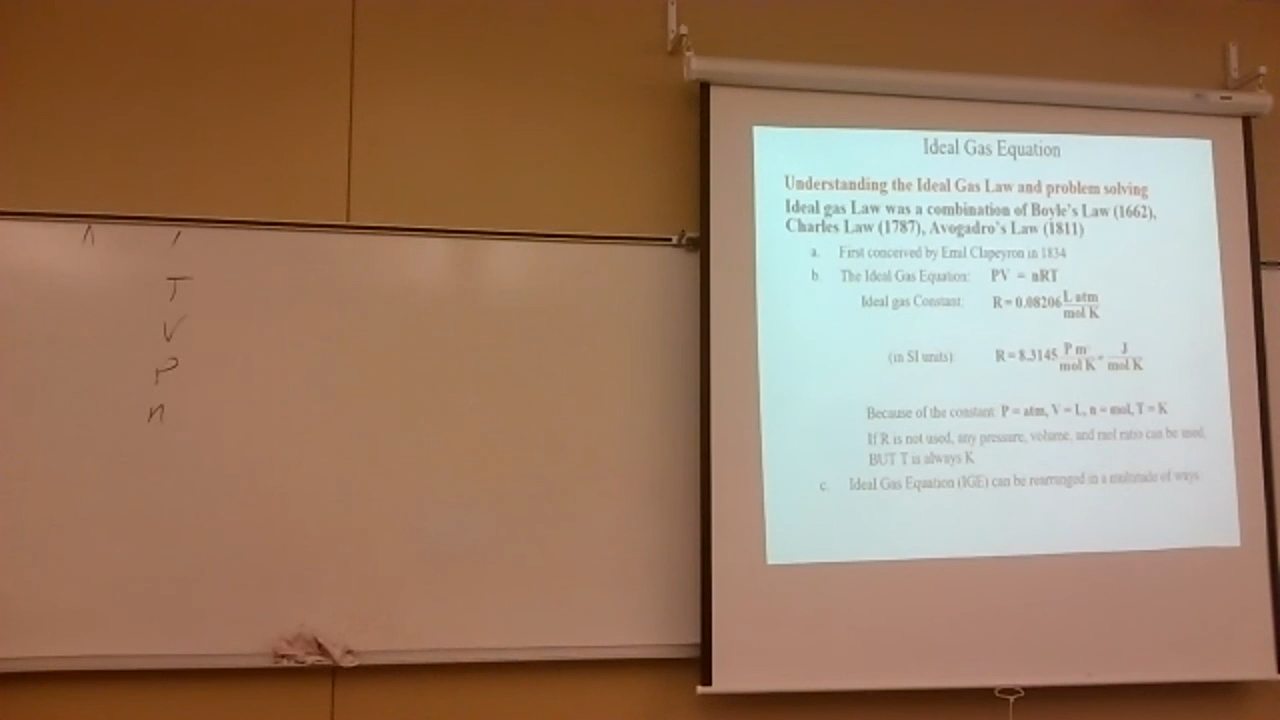 T
V
P
n
Ideal Gas Equation
Understanding the Ideal Gas Law and problem solving
Ideal gas Law was a combination of Boyle's Law (1662),
Charles Law (1787), Avogadro's Law (1811)
a. First conceived by Emil Clapeyron in 1834
b. The Ideal Gas Equation: PV = nRT
Ideal gas Constant: R = 0.08206 L atm / mol K
(in SI units): R = 8.3145 P m / mol K = J / mol K
Because of the constant: P = atm, V = L, n = mol, T = K
If R is not used, any pressure, volume, and mol ratio can be used,
BUT T is always K
c. Ideal Gas Equation (IGE) can be rearranged in a multitude of ways